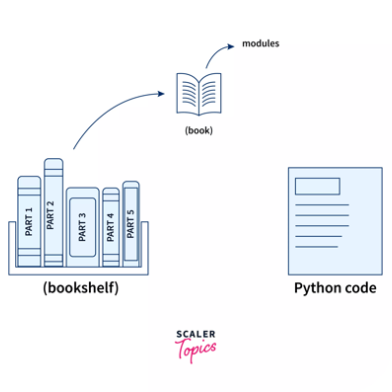 modules
(book)
PART 1
PART 2
PART 3
PART 4
PART 5
(bookshelf)
Python code
SCALER
Topics